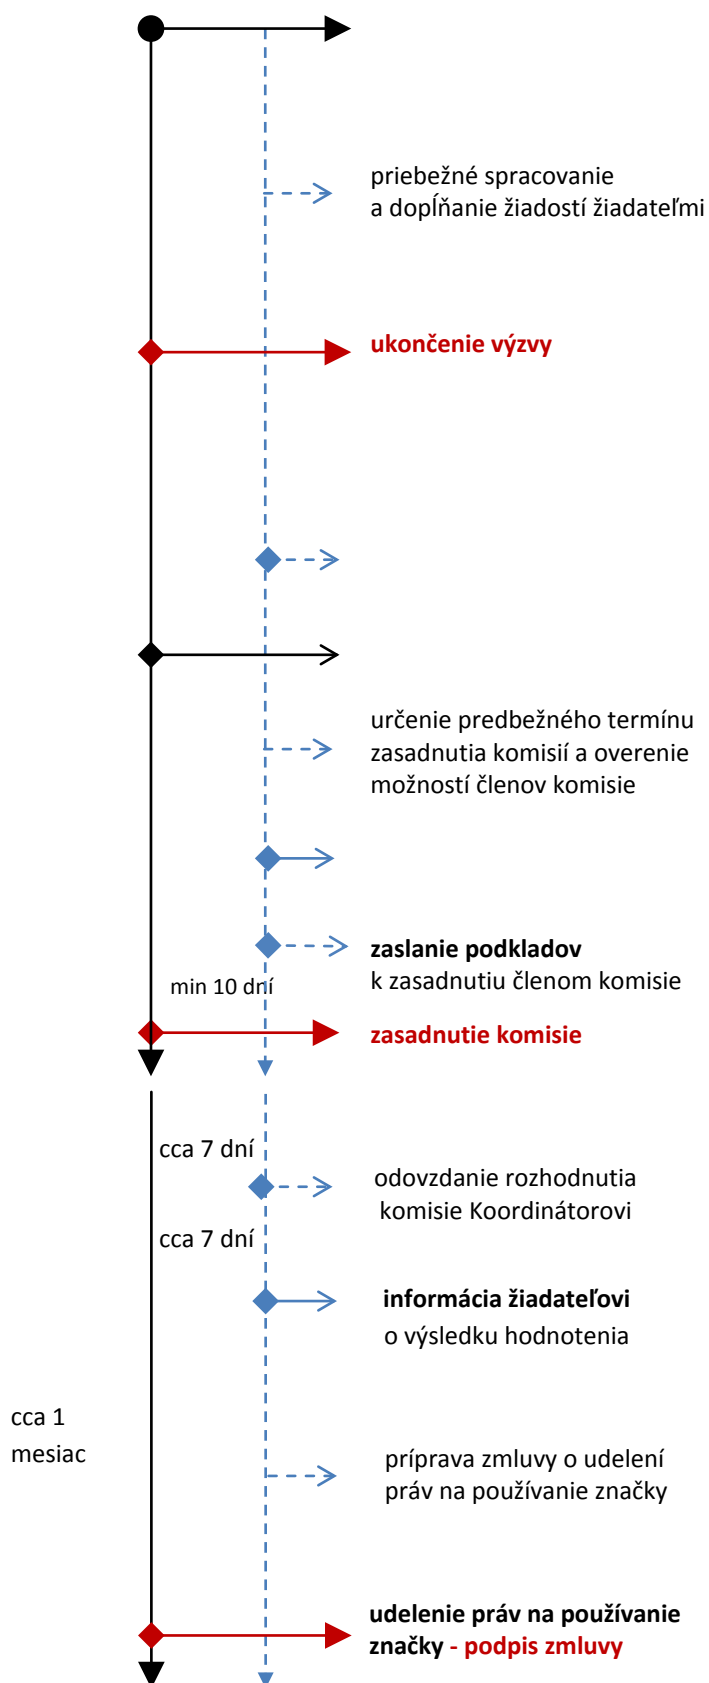 priebežné spracovanie
a dopĺňanie žiadostí žiadateľmi
ukončenie výzvy
určenie predbežného termínu
zasadnutia komisií a overenie
možností členov komisie
zaslanie podkladov
k zasadnutiu členom komisie
min 10 dní
zasadnutie komisie
cca 7 dní
odovzdanie rozhodnutia
komisie Koordinátorovi
cca 7 dní
informácia žiadateľovi
o výsledku hodnotenia
cca 1
mesiac
príprava zmluvy o udelení
práv na používanie značky
udelenie práv na používanie
značky - podpis zmluvy